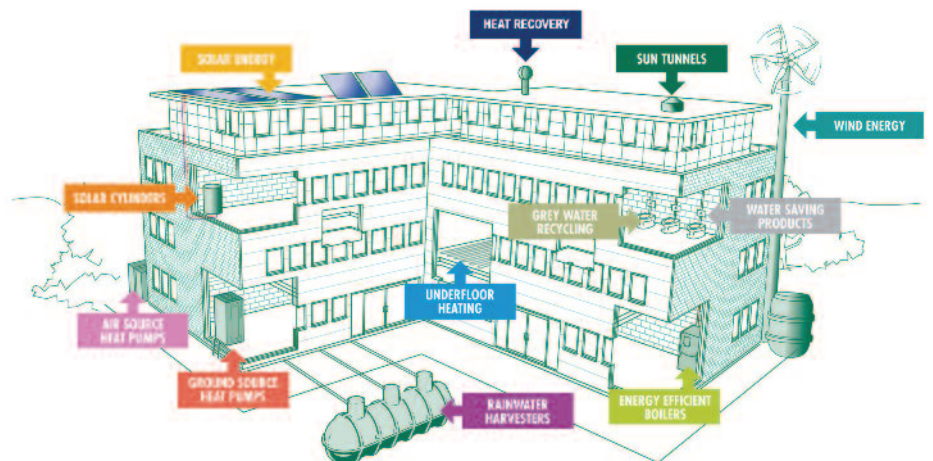 HEAT RECOVERY
SOLAR ENERGY
SUN TUNNELS
WIND ENERGY
SOLAR CYLINDERS
GREY WATER
RECYCLING
WATER SAVING
PRODUCTS
UNDERFLOOR
HEATING
AIR SOURCE
HEAT PUMPS
GROUND SOURCE
HEAT PUMPS
RAINWATER
HARVESTERS
ENERGY EFFICIENT
BOILERS